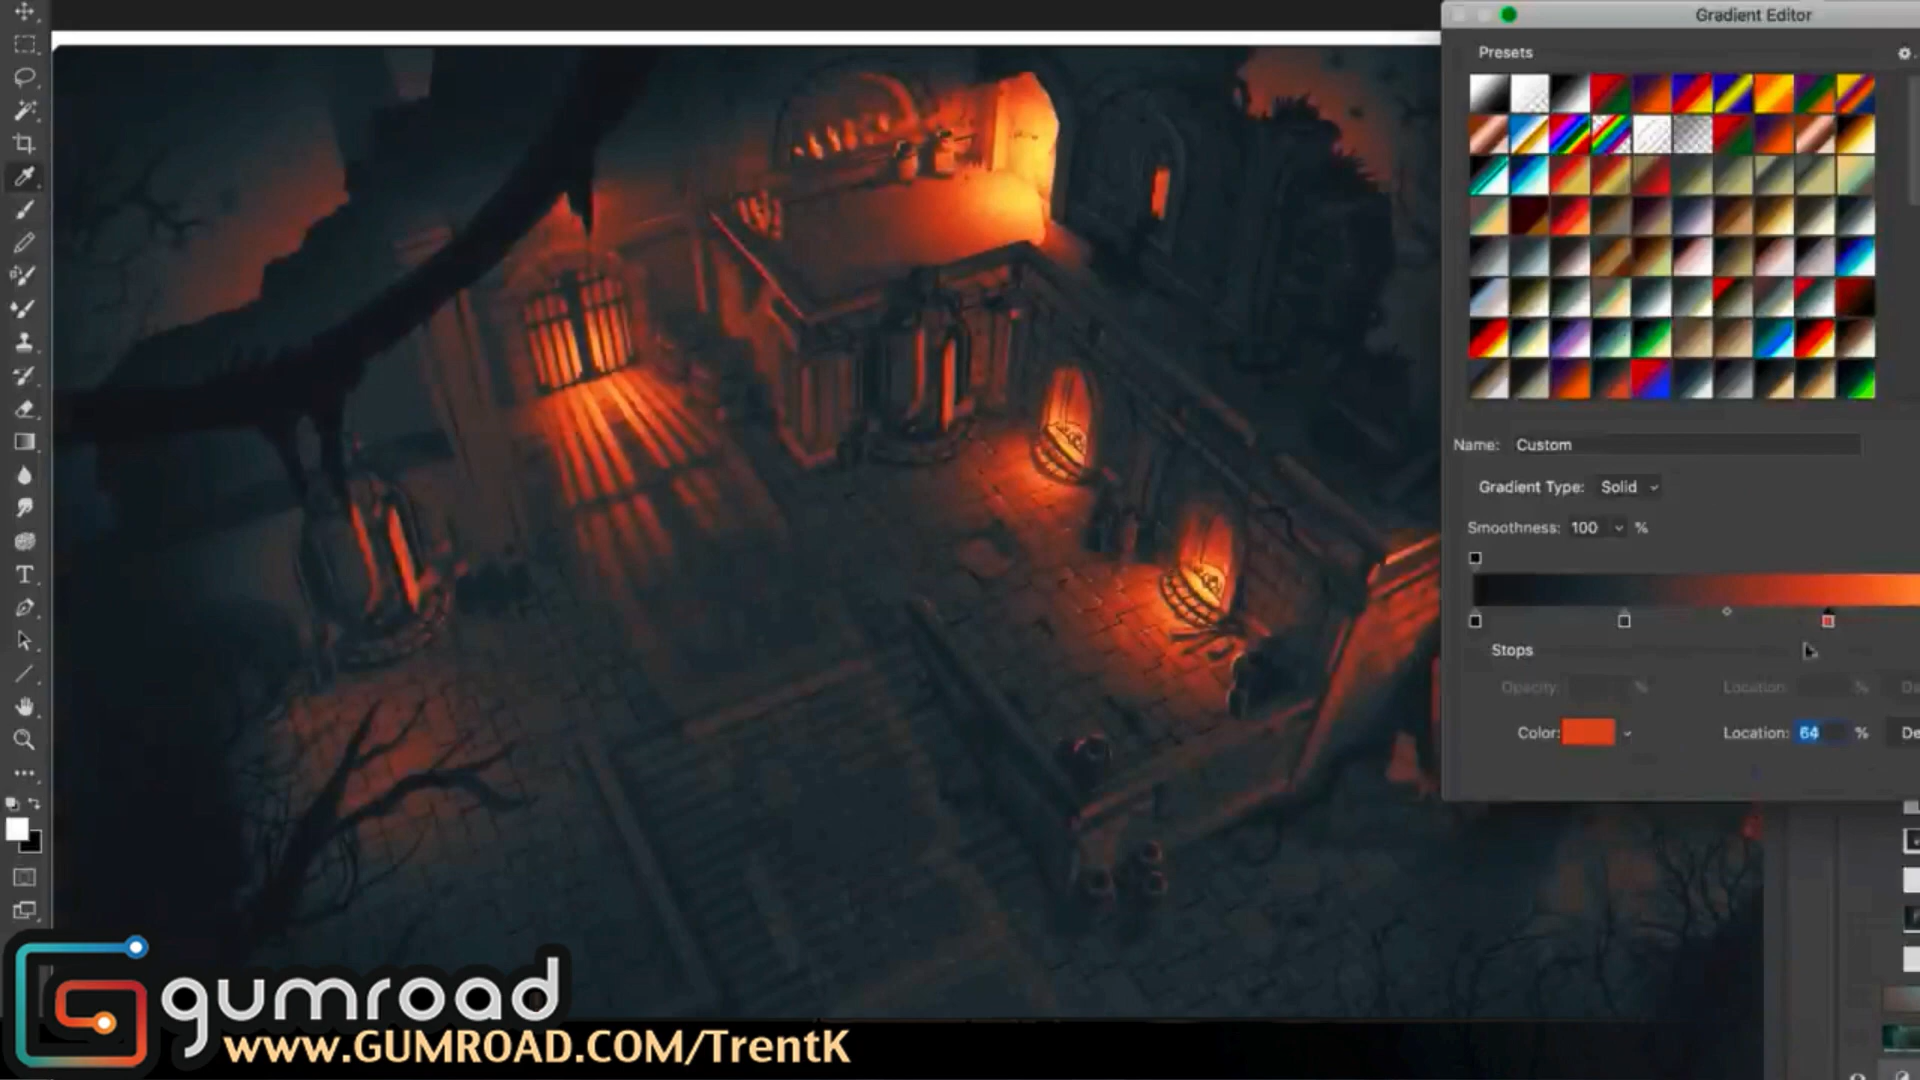 Gradient Editor
Presets
Name: Custom
Gradient Type: Solid
Smoothness: 100 %
Stops
Opacity: % Location: %
Color: Location: 64 %
gumroad
www.GUMROAD.COM/TrentK